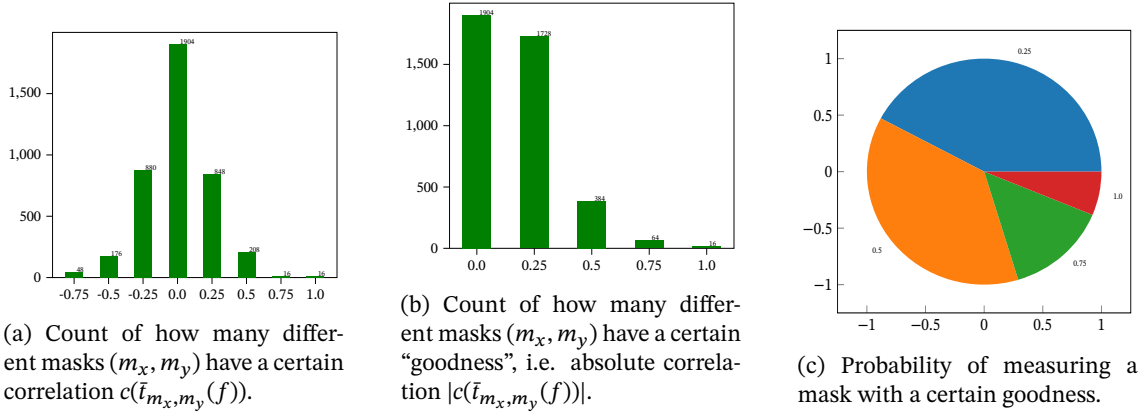 1904
1,500
1,000
880
848
500
176
208
48
16
16
0
-0.75 -0.5 -0.25 0.0 0.25 0.5 0.75 1.0
(a) Count of how many differ-
ent masks (mₓ, m_y) have a certain
correlation c(t̄_{mₓ,m_y}(f)).
1904
1728
1,500
1,000
500
384
64
16
0
0.0 0.25 0.5 0.75 1.0
(b) Count of how many differ-
ent masks (mₓ, m_y) have a certain
“goodness”, i.e. absolute correla-
tion |c(t̄_{mₓ,m_y}(f))|.
0.25
1
0.5
0
1.0
−0.5
0.5
0.75
−1
−1 −0.5 0 0.5 1
(c) Probability of measuring a
mask with a certain goodness.